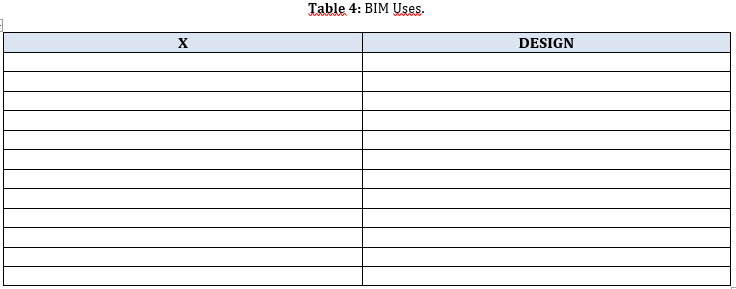 Table 4: BIM Uses.
X DESIGN